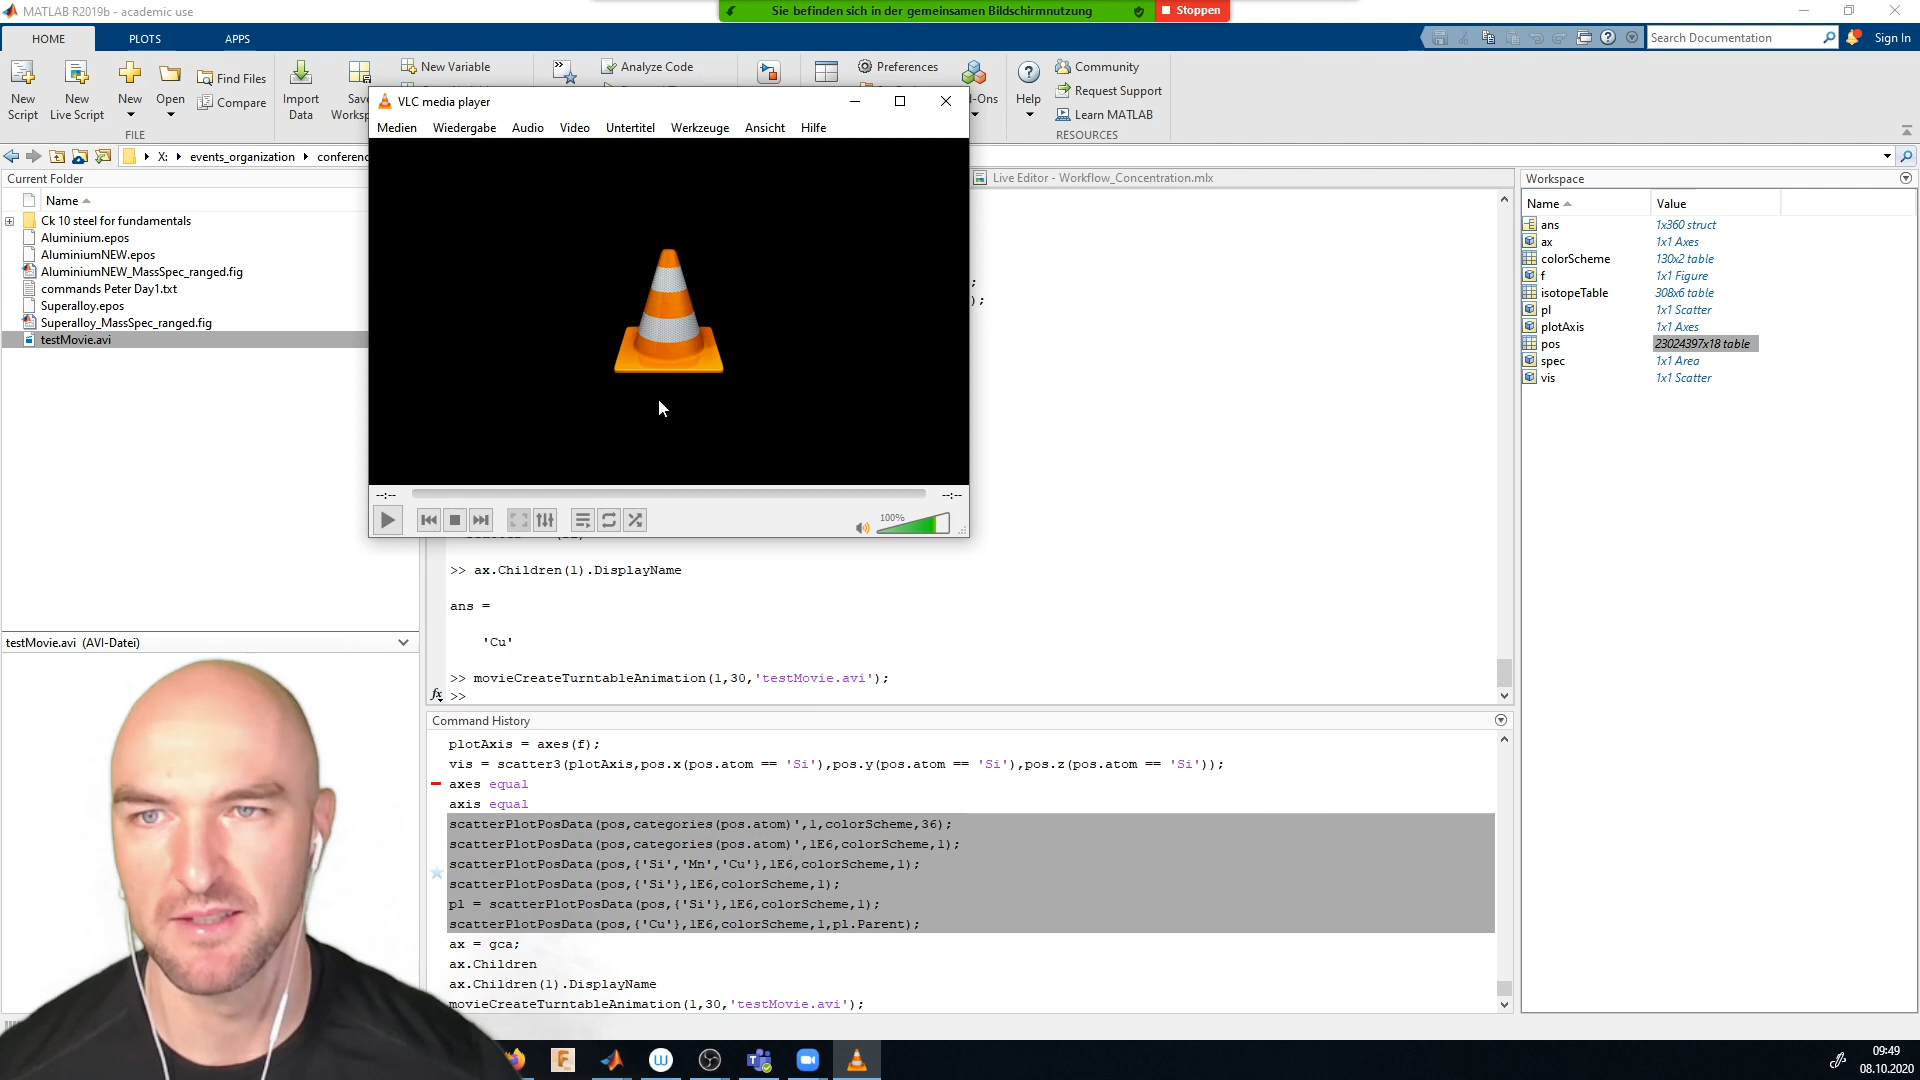 MATLAB R2019b - academic use
Sie befinden sich in der gemeinsamen Bildschirmnutzung
Stoppen
HOME
PLOTS
APPS
Search Documentation
Sign In
New Script
New Live Script
New
Open
Find Files
Compare
Import Data
New Variable
Analyze Code
Preferences
Help
Community
Request Support
Learn MATLAB
FILE
RESOURCES
X:
events_organization
VLC media player
Medien Wiedergabe Audio Video Untertitel Werkzeuge Ansicht Hilfe
--:--
--:--
100%
Current Folder
Name
Ck 10 steel for fundamentals
Aluminium.epos
AluminiumNEW.epos
AluminiumNEW_MassSpec_ranged.fig
commands Peter Day1.txt
Superalloy.epos
Superalloy_MassSpec_ranged.fig
testMovie.avi
testMovie.avi (AVI-Datei)
Live Editor - Workflow_Concentration.mlx
;
);
>> ax.Children(1).DisplayName
ans =
'Cu'
>> movieCreateTurntableAnimation(1,30,'testMovie.avi');
fx >>
Command History
plotAxis = axes(f);
vis = scatter3(plotAxis,pos.x(pos.atom == 'Si'),pos.y(pos.atom == 'Si'),pos.z(pos.atom == 'Si'));
axes equal
axis equal
scatterPlotPosData(pos,categories(pos.atom)',1,colorScheme,36);
scatterPlotPosData(pos,categories(pos.atom)',1E6,colorScheme,1);
scatterPlotPosData(pos,{'Si','Mn','Cu'},1E6,colorScheme,1);
scatterPlotPosData(pos,{'Si'},1E6,colorScheme,1);
pl = scatterPlotPosData(pos,{'Si'},1E6,colorScheme,1);
scatterPlotPosData(pos,{'Cu'},1E6,colorScheme,1,pl.Parent);
ax = gca;
ax.Children
ax.Children(1).DisplayName
movieCreateTurntableAnimation(1,30,'testMovie.avi');
Workspace
Name Value
ans 1x360 struct
ax 1x1 Axes
colorScheme 130x2 table
f 1x1 Figure
isotopeTable 308x6 table
pl 1x1 Scatter
plotAxis 1x1 Axes
pos 23024397x18 table
spec 1x1 Area
vis 1x1 Scatter
09:49
08.10.2020